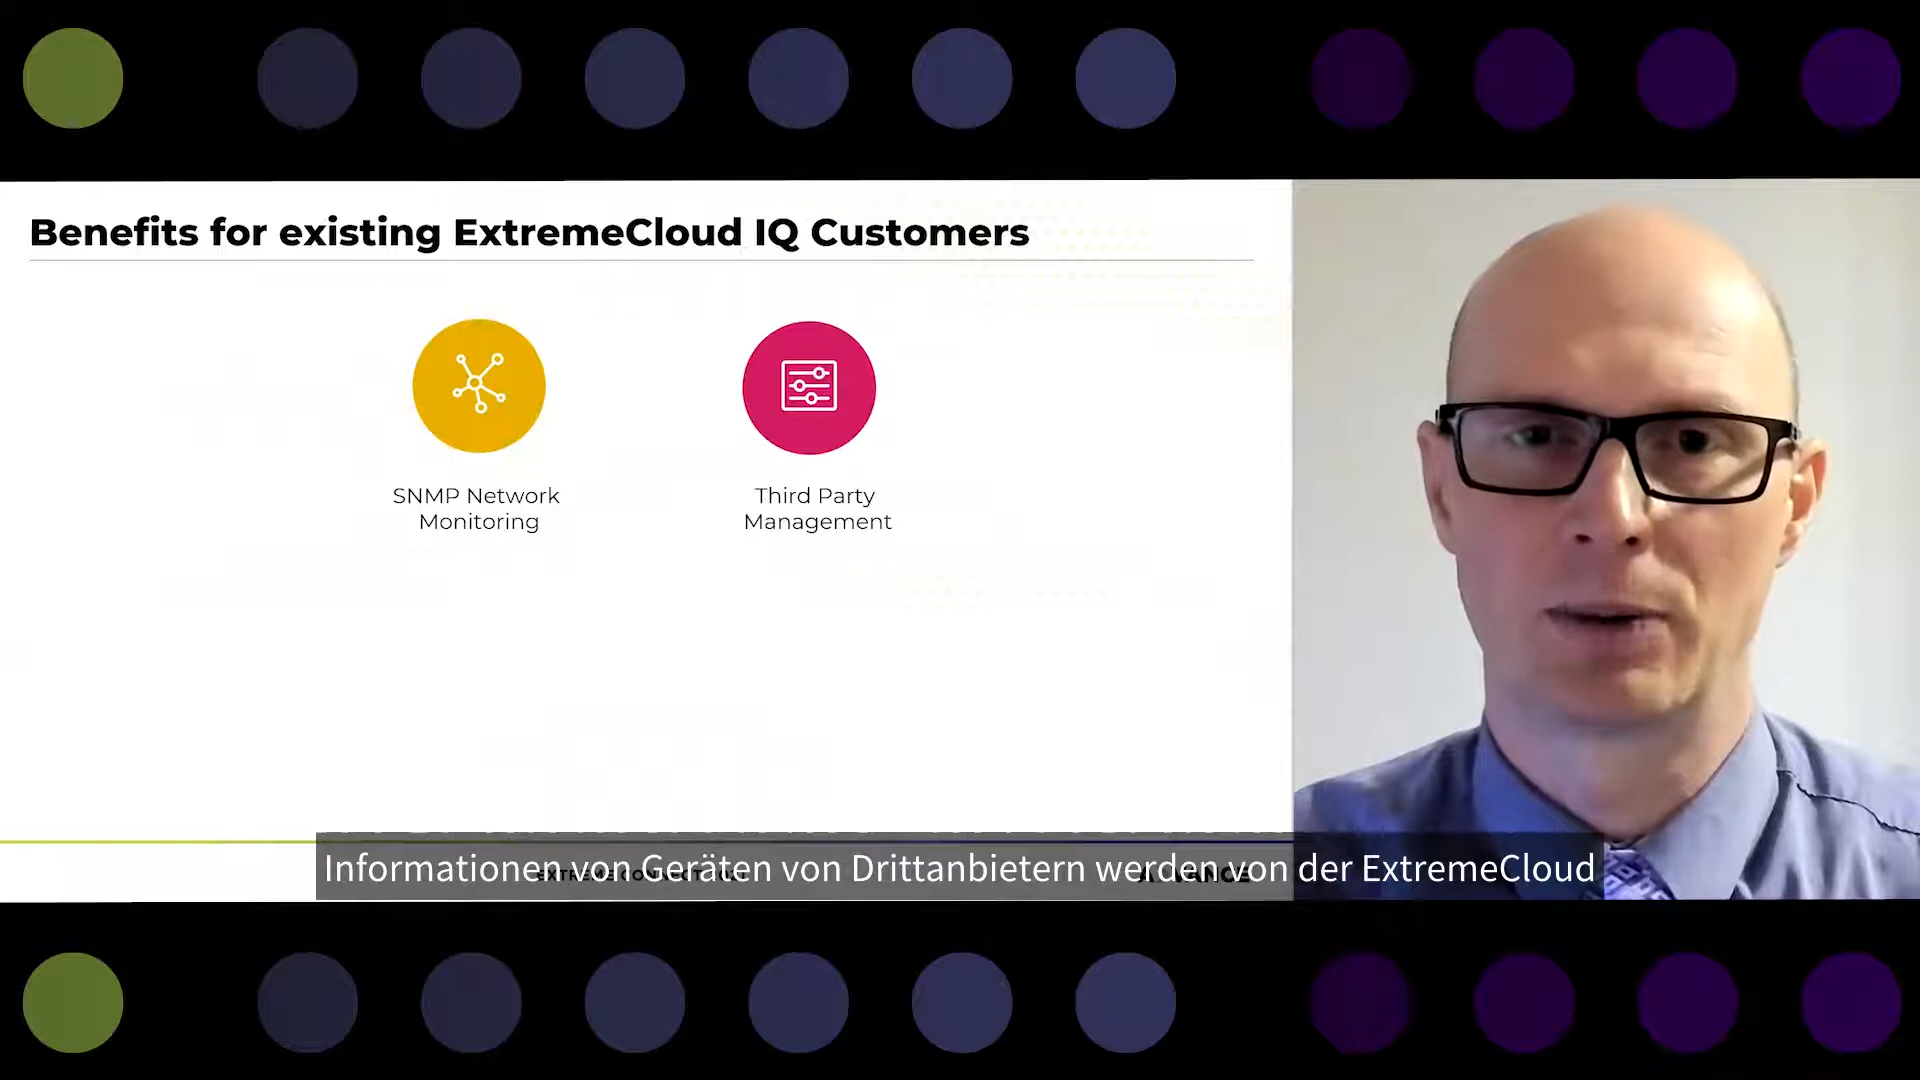 Benefits for existing ExtremeCloud IQ Customers
SNMP Network
Monitoring
Third Party
Management
Informationen von Geräten von Drittanbietern werden von der ExtremeCloud